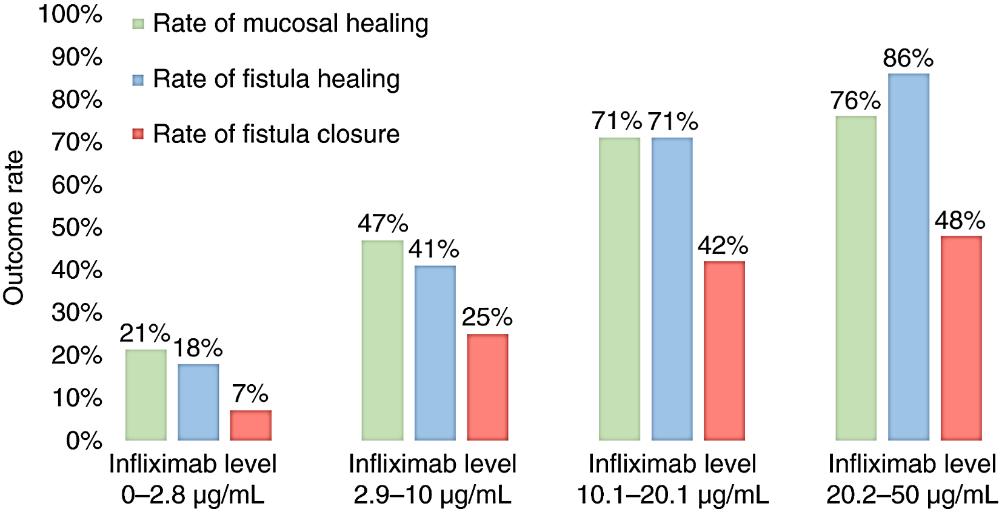 Outcome rate
100%
90%
80%
70%
60%
50%
40%
30%
20%
10%
0%
Rate of mucosal healing
Rate of fistula healing
Rate of fistula closure
21%
18%
7%
47%
41%
25%
71%
71%
42%
76%
86%
48%
Infliximab level
0–2.8 µg/mL
Infliximab level
2.9–10 µg/mL
Infliximab level
10.1–20.1 µg/mL
Infliximab level
20.2–50 µg/mL